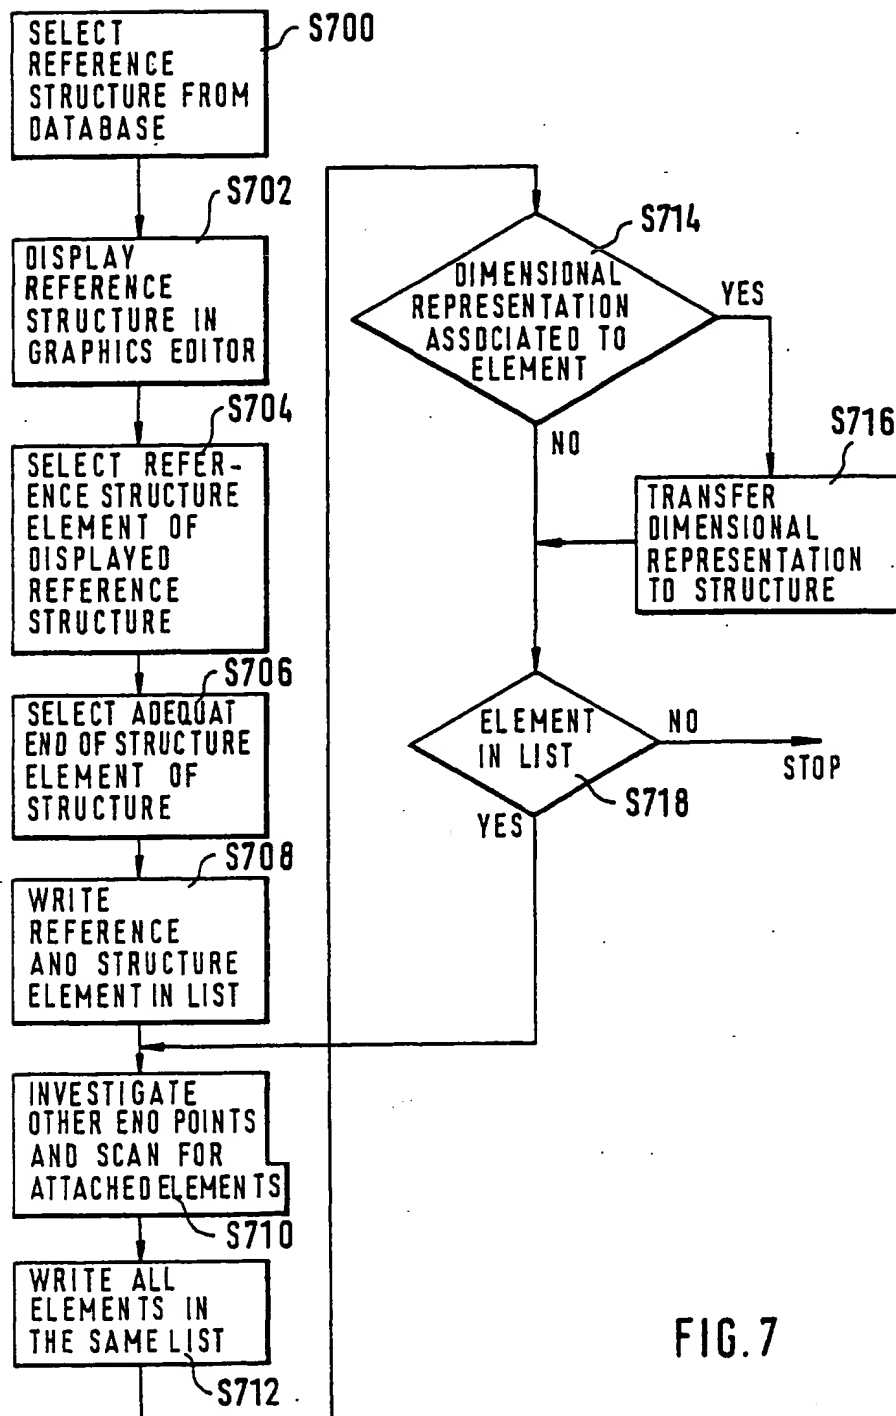 SELECT
REFERENCE
STRUCTURE FROM
DATABASE
S700
S702
DISPLAY
REFERENCE
STRUCTURE IN
GRAPHICS EDITOR
S704
SELECT REFER-
ENCE STRUCTURE
ELEMENT OF
DISPLAYED
REFERENCE
STRUCTURE
S706
SELECT ADEQUAT
END OF STRUCTURE
ELEMENT OF
STRUCTURE
S708
WRITE
REFERENCE
AND STRUCTURE
ELEMENT IN LIST
INVESTIGATE
OTHER END POINTS
AND SCAN FOR
ATTACHED ELEMENTS
S710
WRITE ALL
ELEMENTS IN
THE SAME LIST
S712
S714
DIMENSIONAL
REPRESENTATION
ASSOCIATED TO
ELEMENT
YES
NO
S716
TRANSFER
DIMENSIONAL
REPRESENTATION
TO STRUCTURE
ELEMENT
IN LIST
NO
STOP
S718
YES
FIG. 7